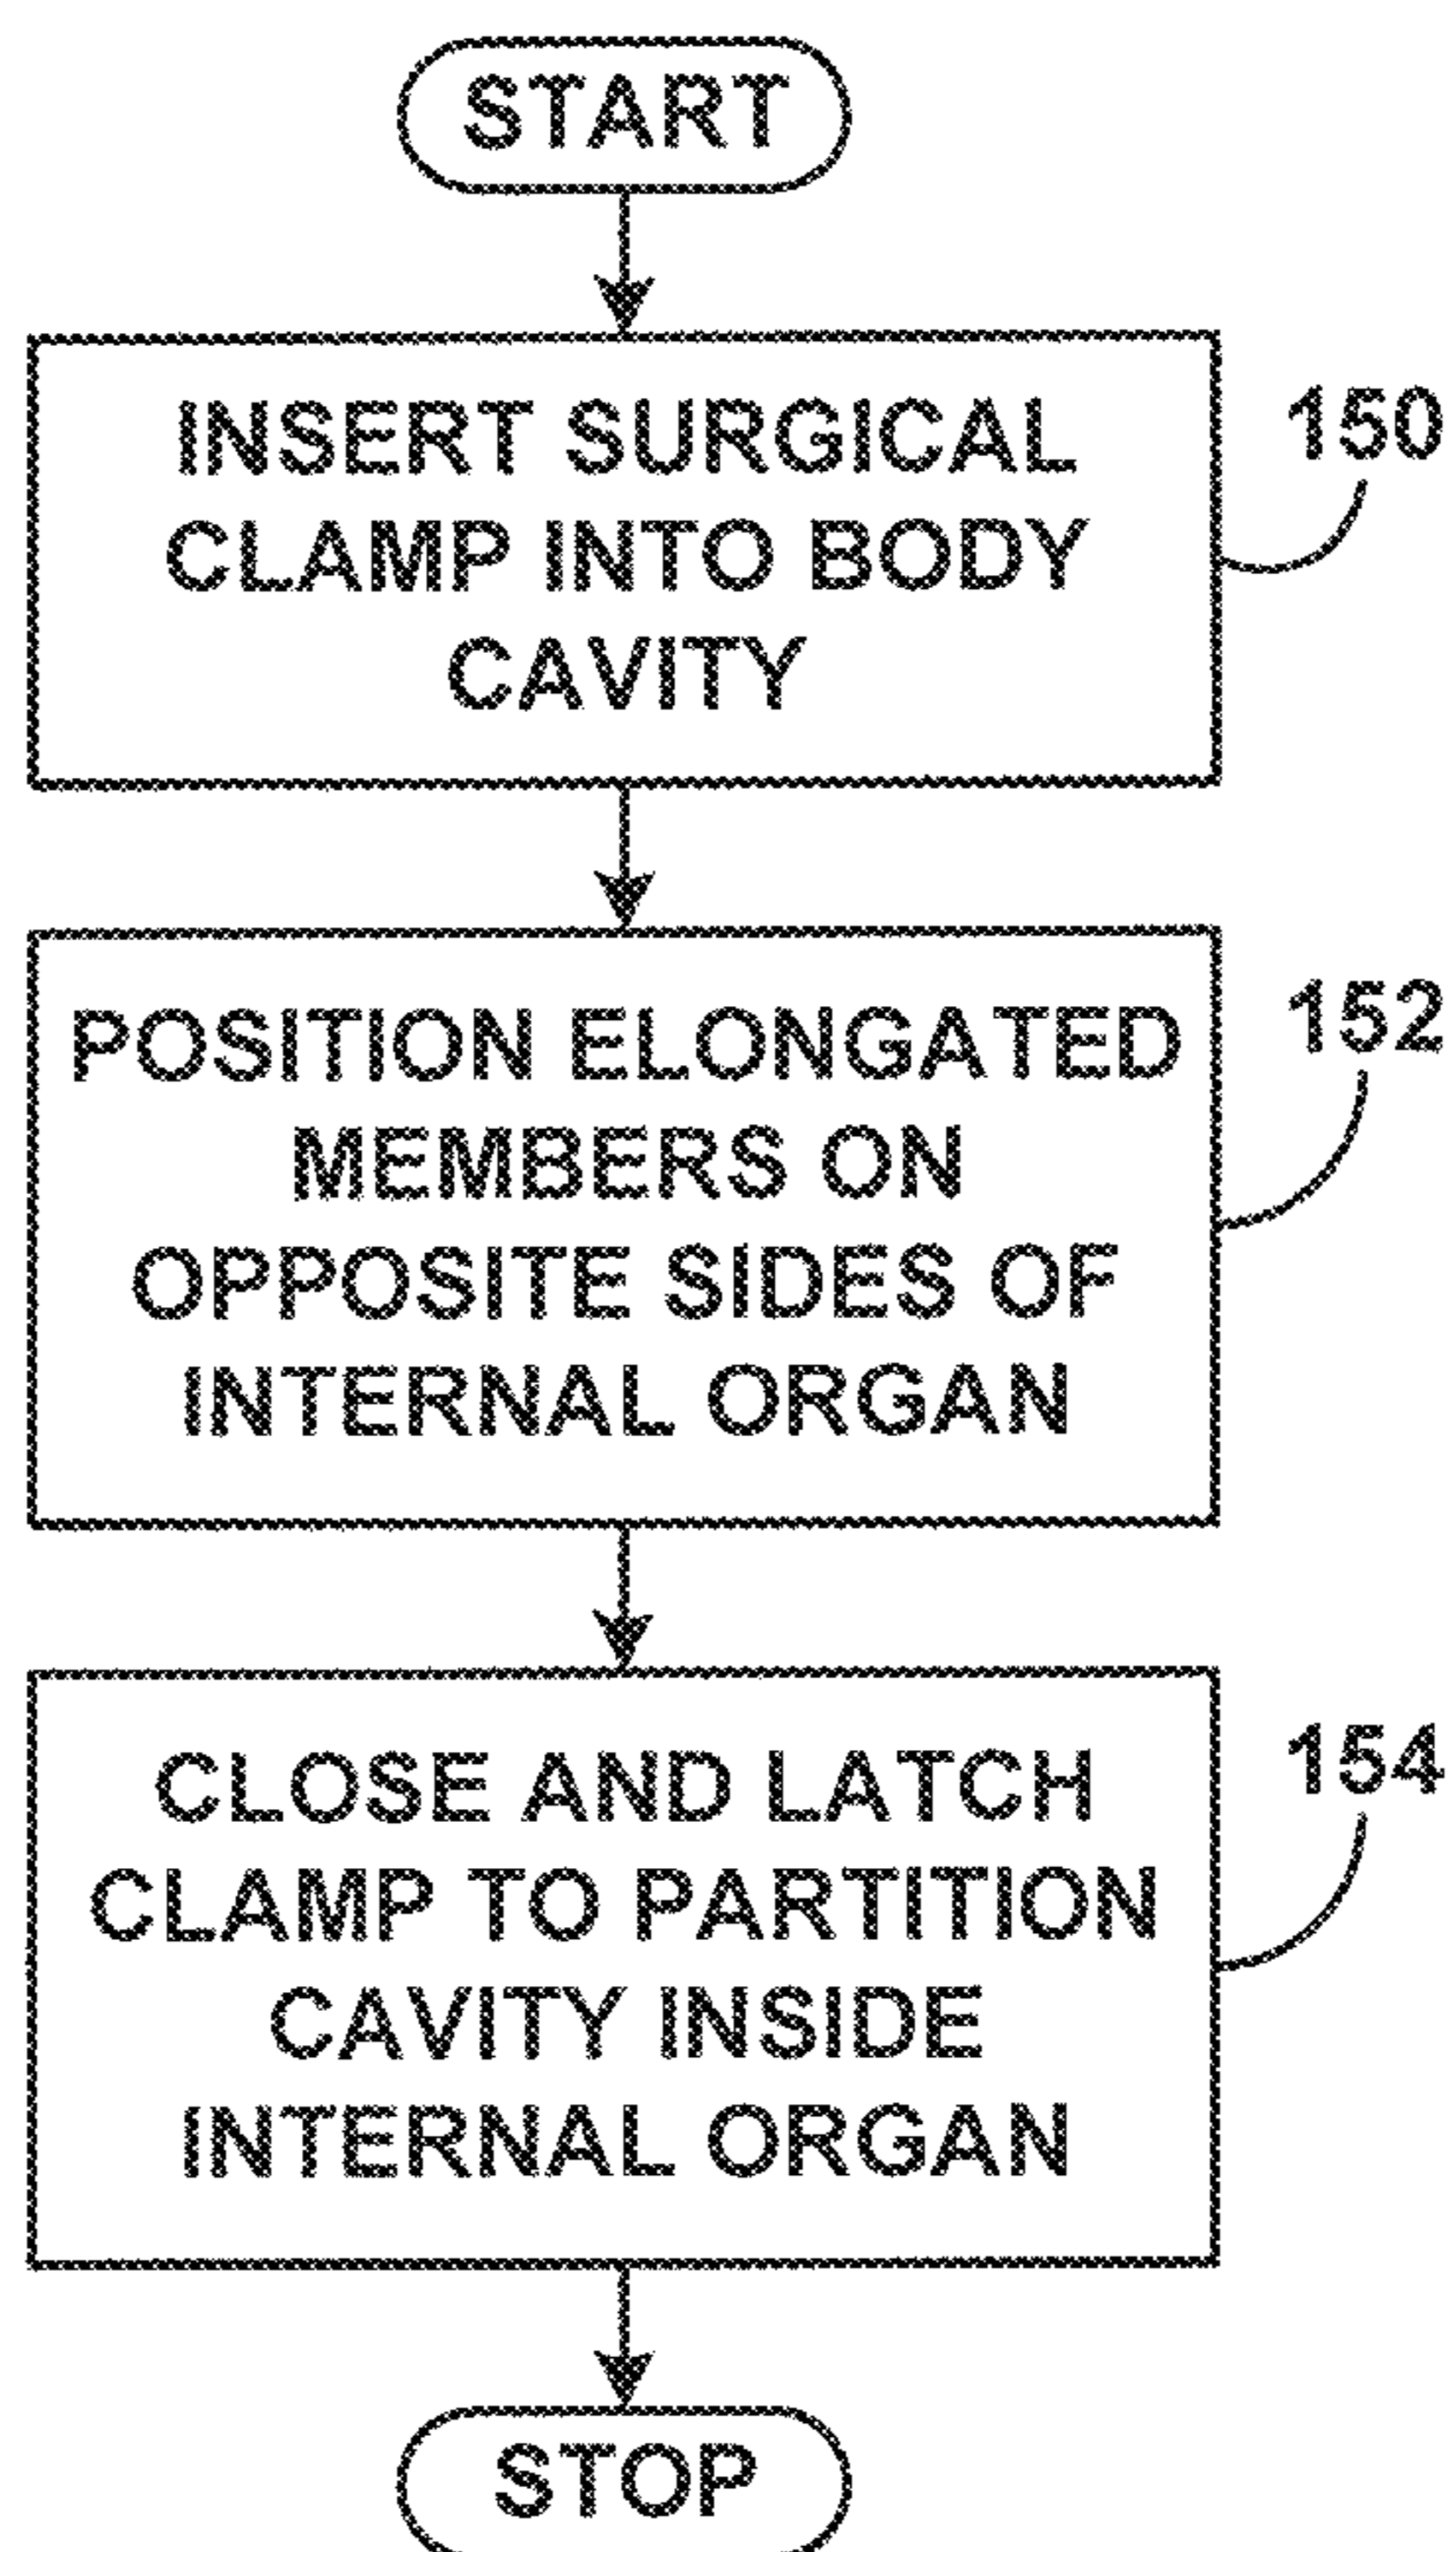 START
INSERT SURGICAL
CLAMP INTO BODY
CAVITY
150
POSITION ELONGATED
MEMBERS ON
OPPOSITE SIDES OF
INTERNAL ORGAN
152
CLOSE AND LATCH
CLAMP TO PARTITION
CAVITY INSIDE
INTERNAL ORGAN
154
STOP